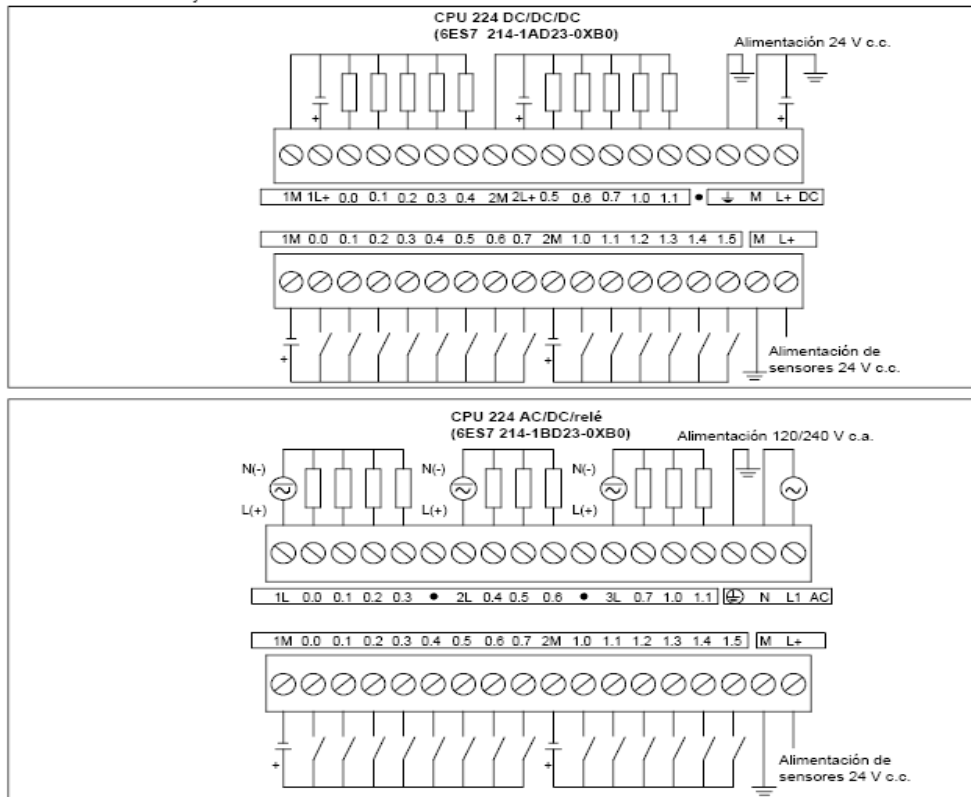 CPU 224 DC/DC/DC
(6ES7 214-1AD23-0XB0)
Alimentación 24 V c.c.
+ + +
1M 1L+ 0.0 0.1 0.2 0.3 0.4 2M 2L+ 0.5 0.6 0.7 1.0 1.1 • ⏚ M L+ DC
1M 0.0 0.1 0.2 0.3 0.4 0.5 0.6 0.7 2M 1.0 1.1 1.2 1.3 1.4 1.5 M L+
+ +
Alimentación de
sensores 24 V c.c.
CPU 224 AC/DC/relé
(6ES7 214-1BD23-0XB0)
Alimentación 120/240 V c.a.
N(-) N(-) N(-)
L(+) L(+) L(+)
1L 0.0 0.1 0.2 0.3 • 2L 0.4 0.5 0.6 • 3L 0.7 1.0 1.1 N L1 AC
1M 0.0 0.1 0.2 0.3 0.4 0.5 0.6 0.7 2M 1.0 1.1 1.2 1.3 1.4 1.5 M L+
+ +
Alimentación de
sensores 24 V c.c.